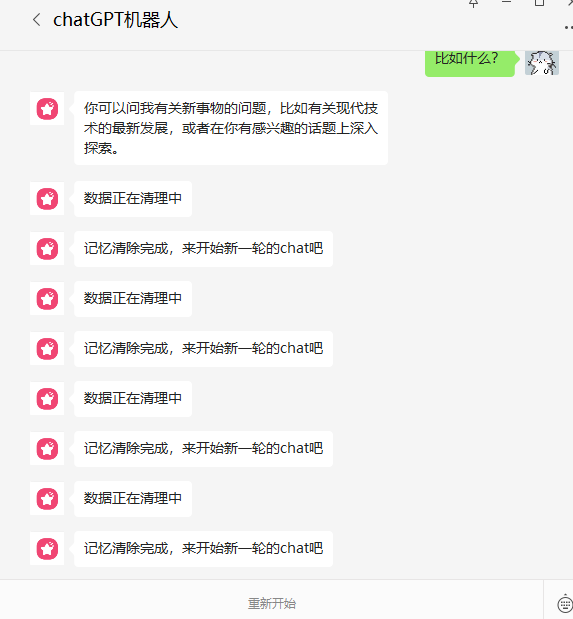 chatGPT机器人
比如什么?
你可以问我有关新事物的问题，比如有关现代技
术的最新发展，或者在你有感兴趣的话题上深入
探索。
数据正在清理中
记忆清除完成，来开始新一轮的chat吧
数据正在清理中
记忆清除完成，来开始新一轮的chat吧
数据正在清理中
记忆清除完成，来开始新一轮的chat吧
数据正在清理中
记忆清除完成，来开始新一轮的chat吧
重新开始